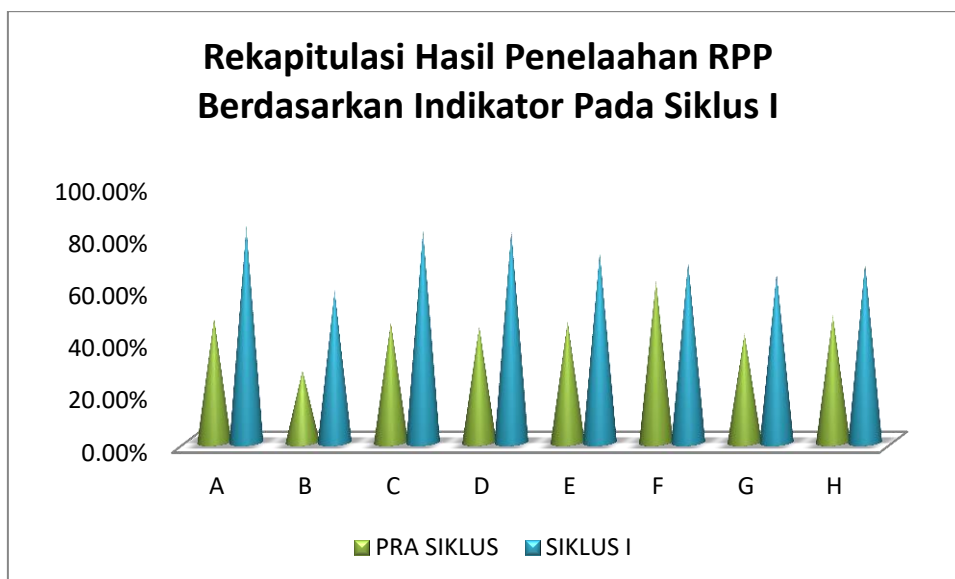 Rekapitulasi Hasil Penelaahan RPP
Berdasarkan Indikator Pada Siklus I
100.00%
80.00%
60.00%
40.00%
20.00%
0.00%
A B C D E F G H
PRA SIKLUS SIKLUS I